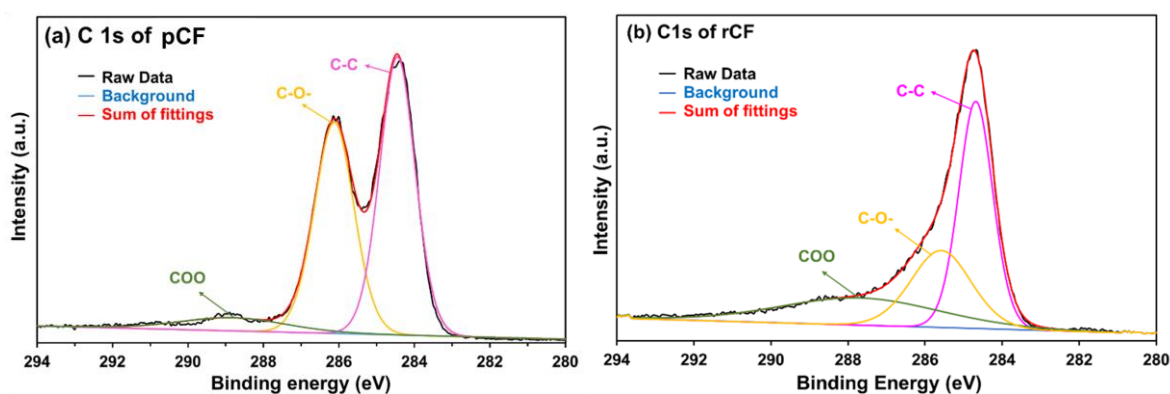 (a) C 1s of pCF
Raw Data
Background
Sum of fittings
C-C
C-O-
COO
Intensity (a.u.)
294 292 290 288 286 284 282 280
Binding energy (eV)
(b) C1s of rCF
Raw Data
Background
Sum of fittings
C-C
C-O-
COO
Intensity (a.u.)
294 292 290 288 286 284 282 280
Binding Energy (eV)